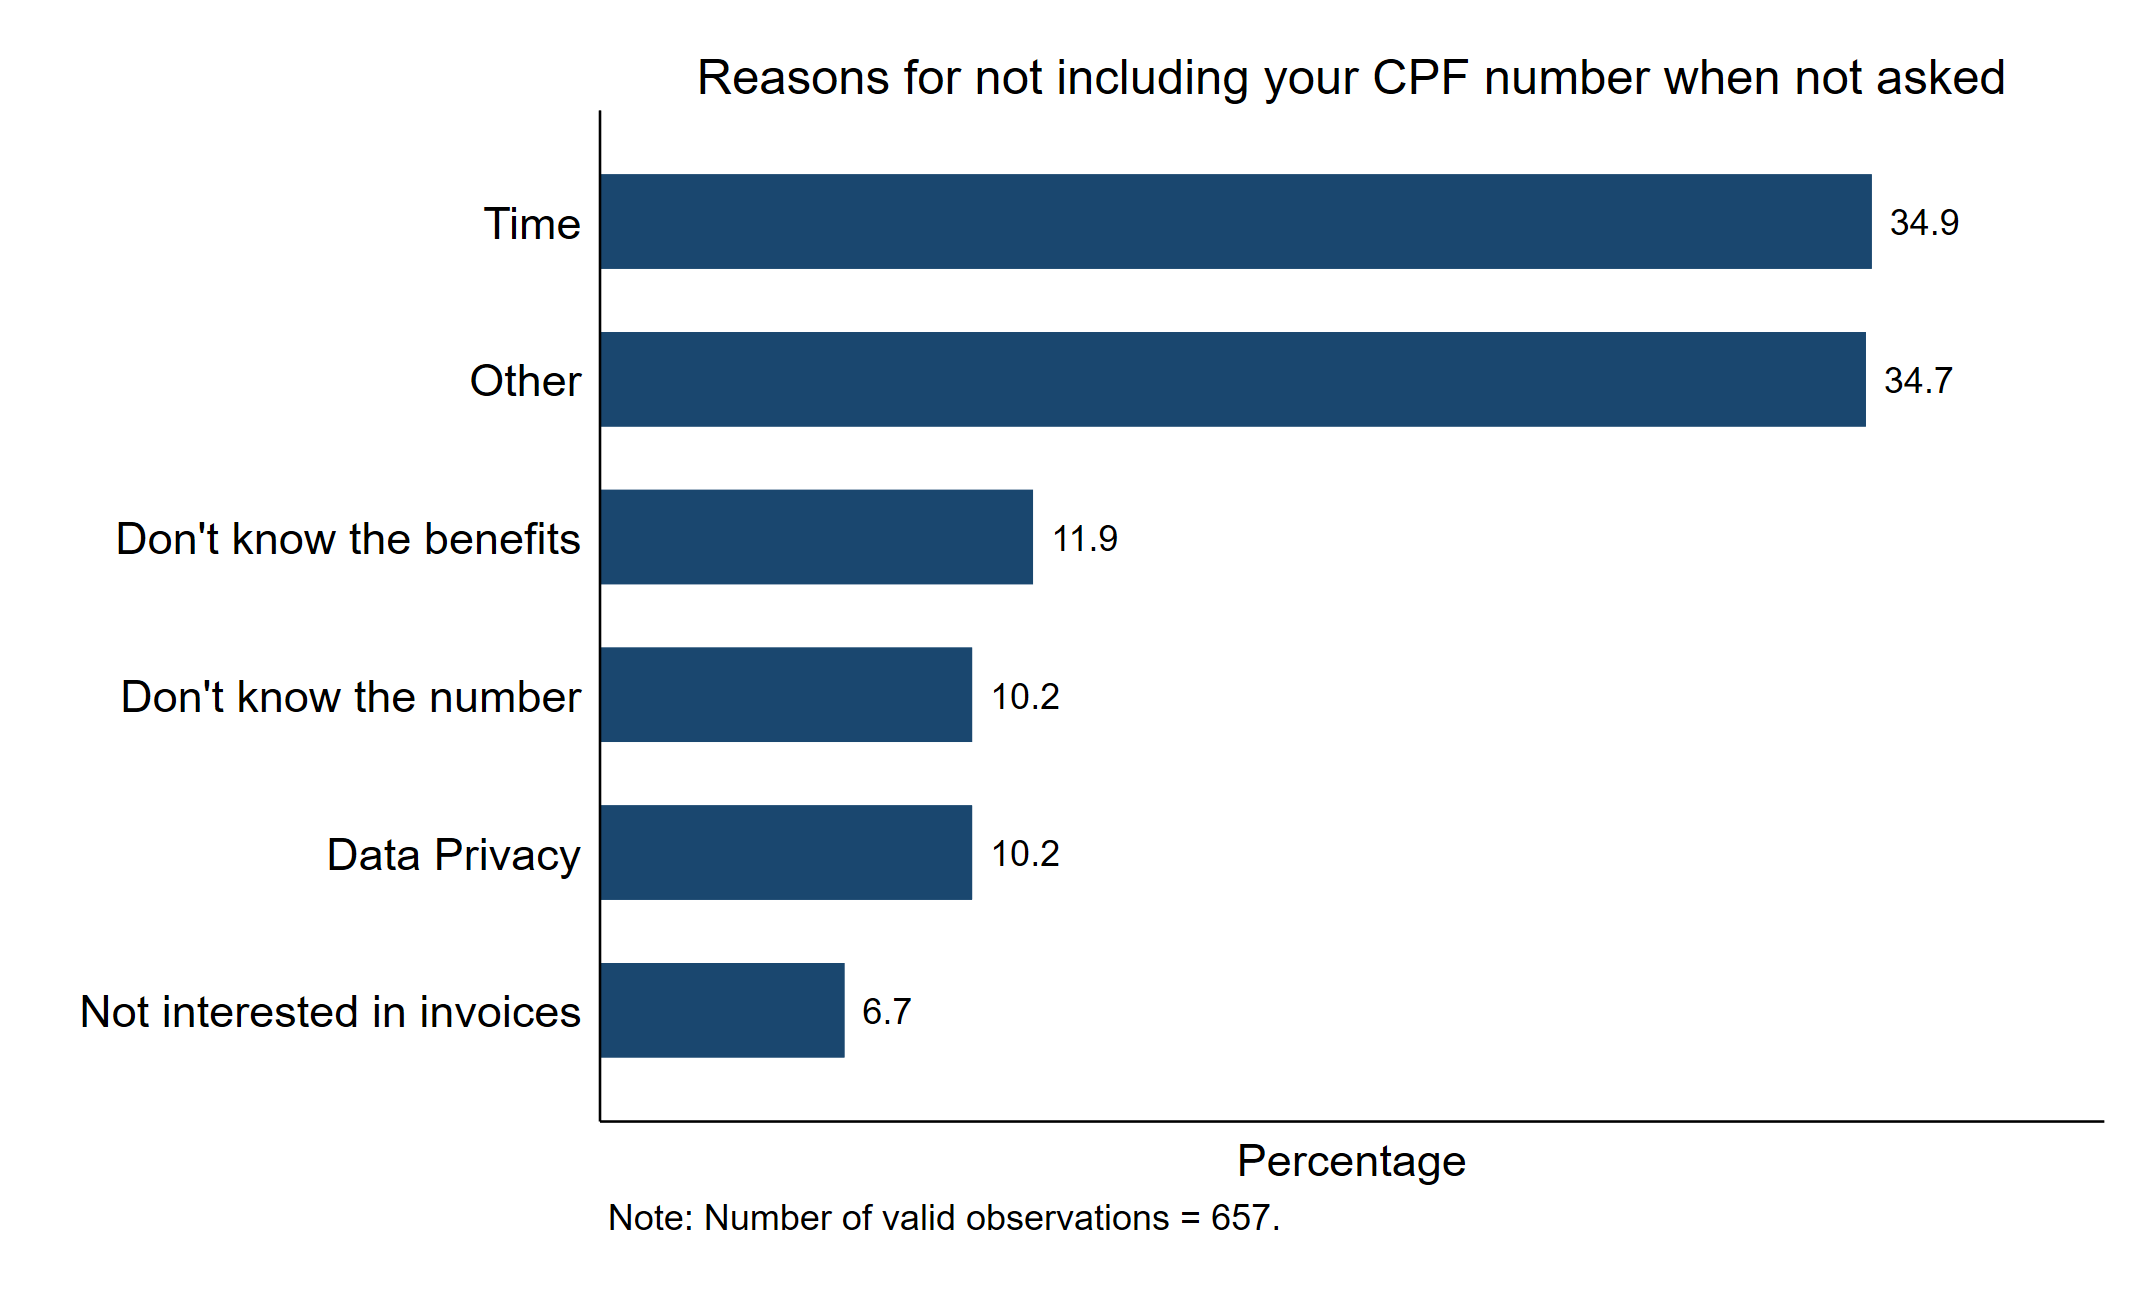 Reasons for not including your CPF number when not asked
Time 34.9
Other 34.7
Don't know the benefits 11.9
Don't know the number 10.2
Data Privacy 10.2
Not interested in invoices 6.7
Percentage
Note: Number of valid observations = 657.